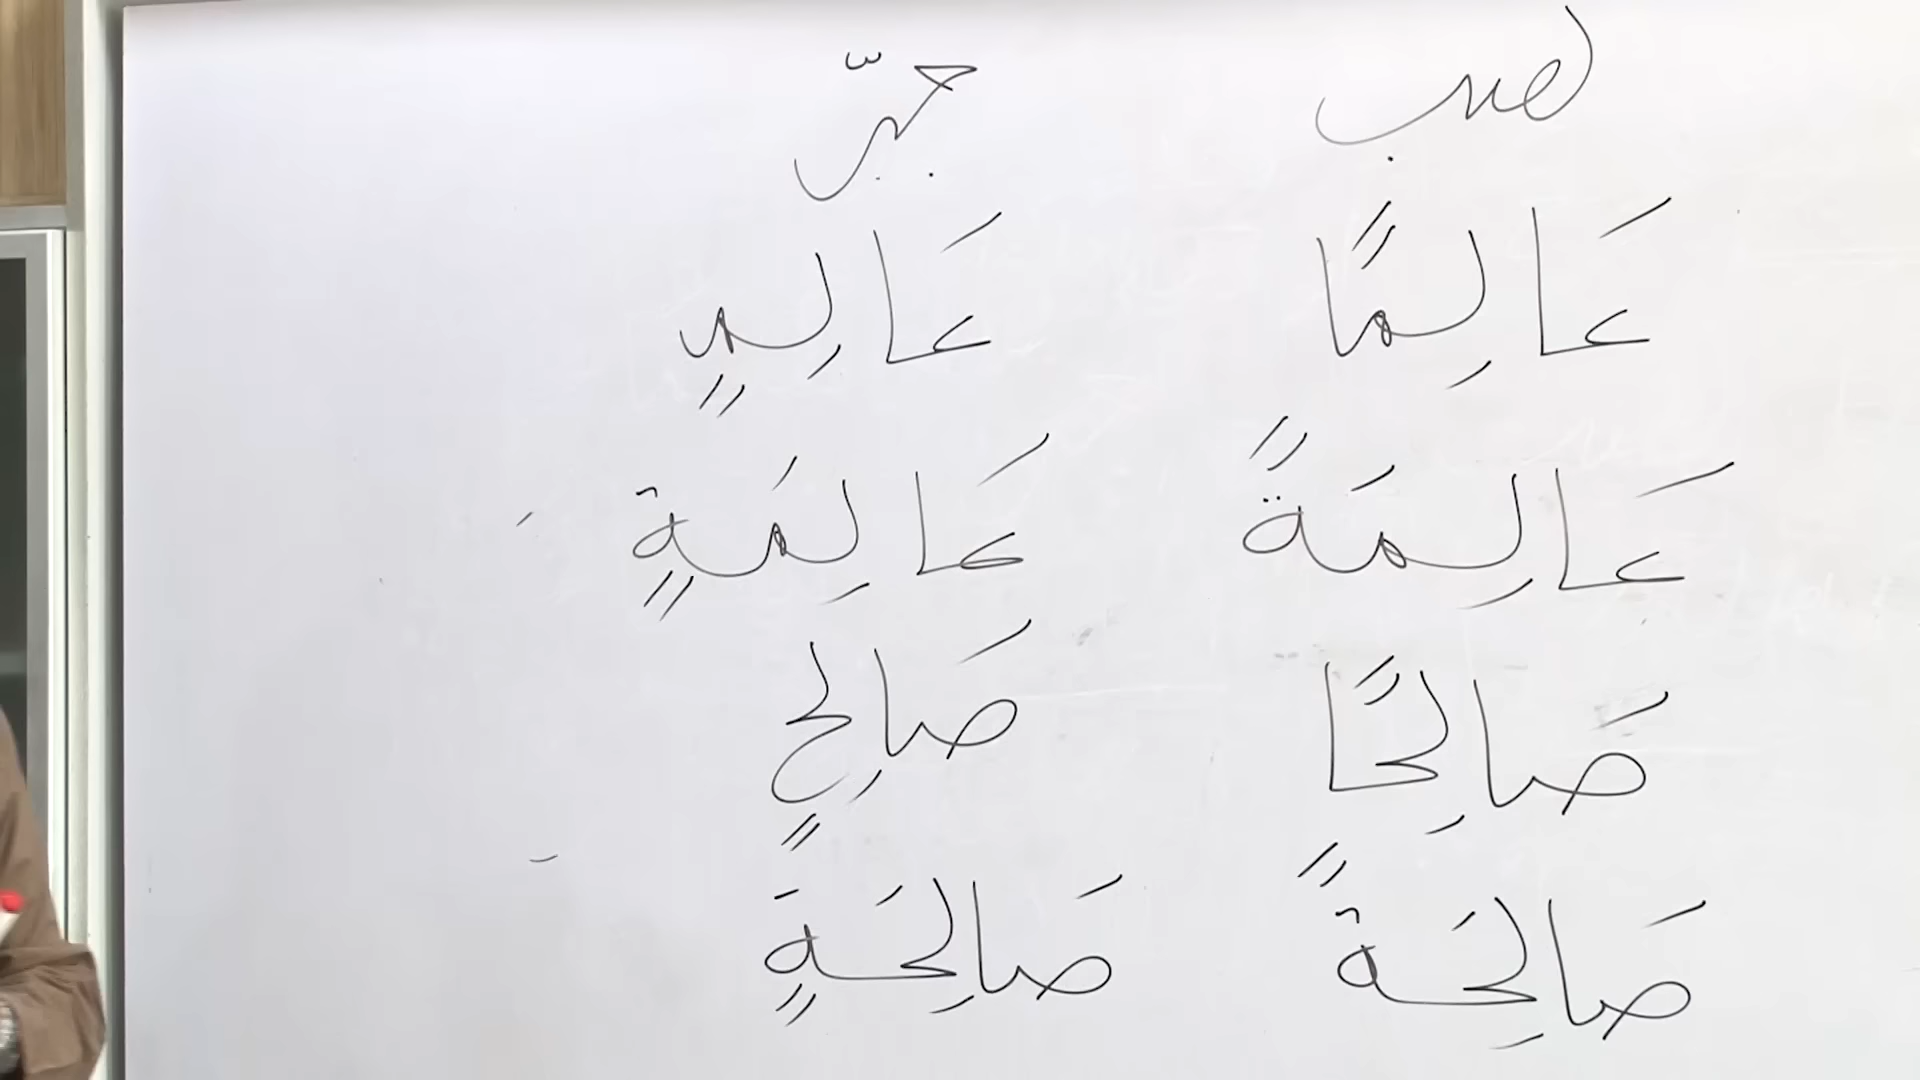 نصب جرّ
عَالِمًا عَالِمٍ
عَالِمَةً عَالِمَةٍ
صَالِحًا صَالِحٍ
صَالِحَةً صَالِحَةٍ